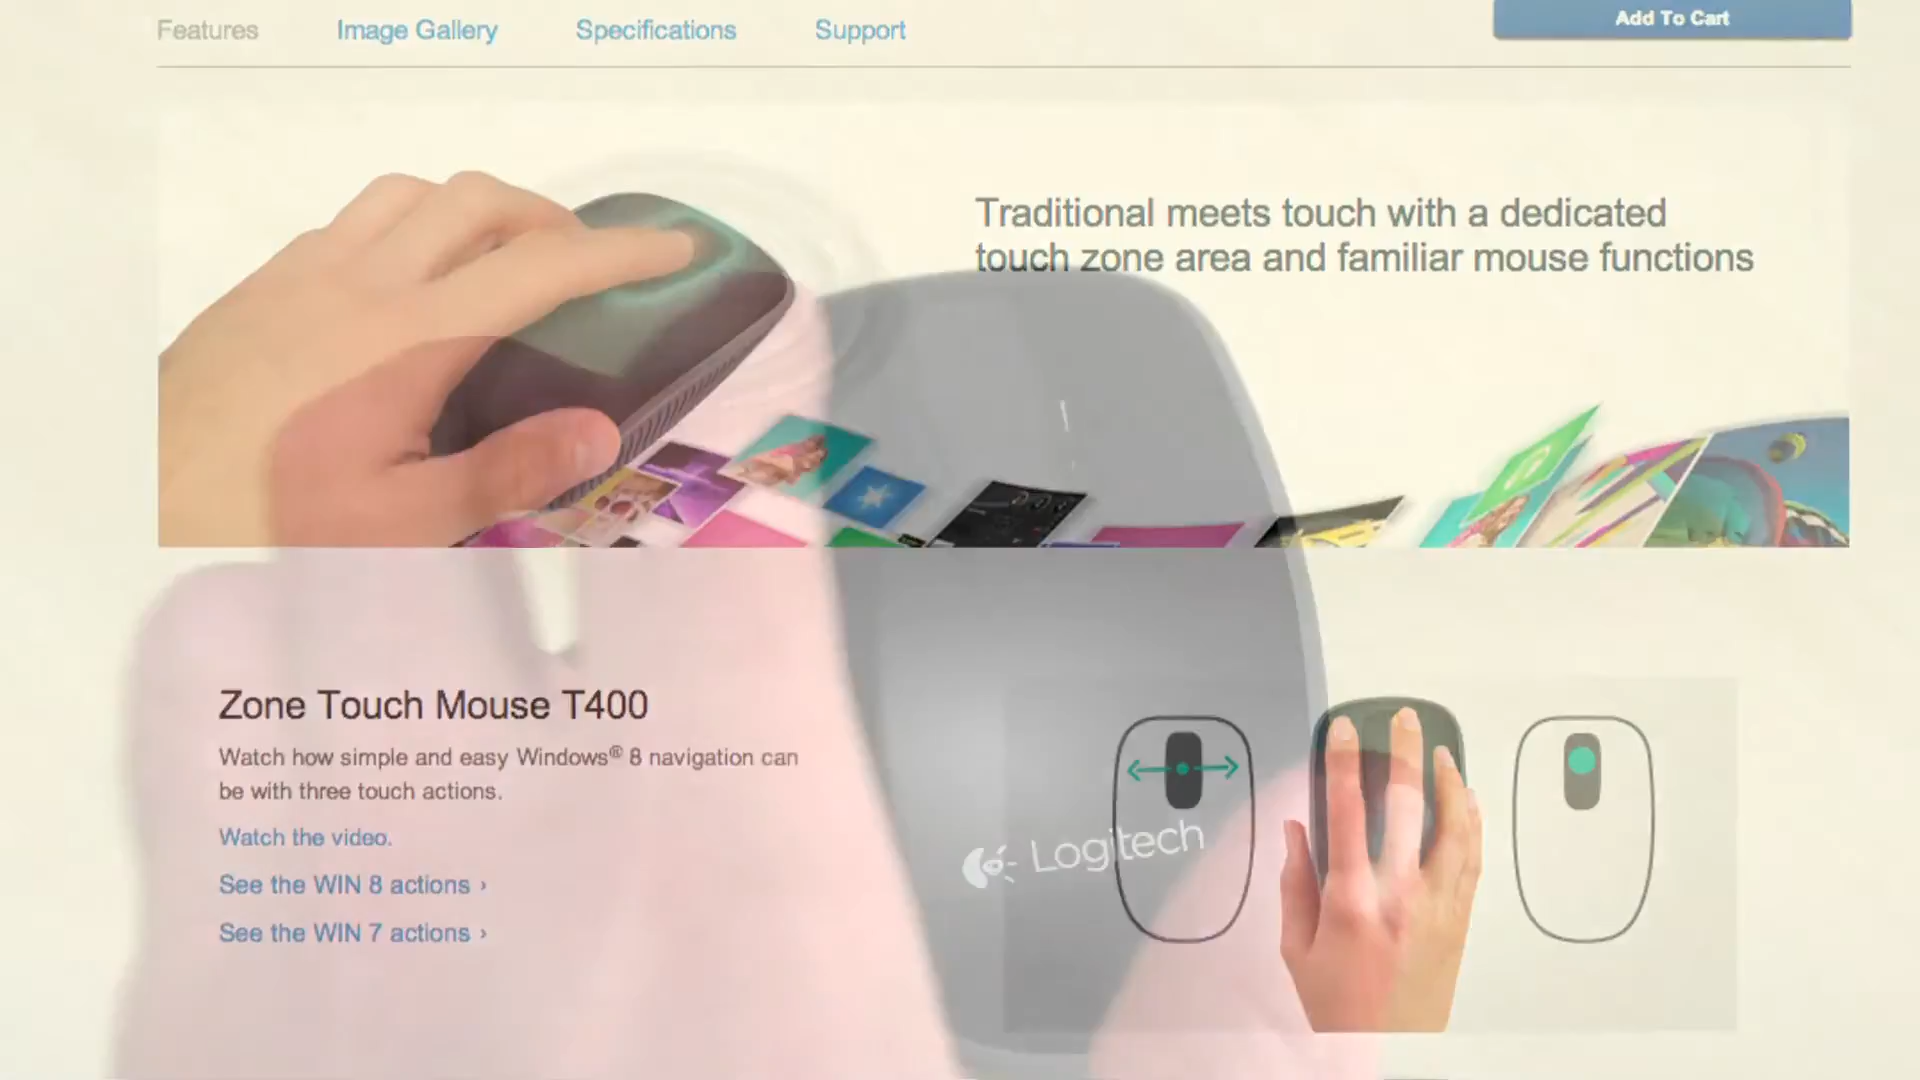 Features
Image Gallery
Specifications
Support
Add To Cart
Traditional meets touch with a dedicated
touch zone area and familiar mouse functions
Zone Touch Mouse T400
Watch how simple and easy Windows® 8 navigation can
be with three touch actions.
Watch the video.
See the WIN 8 actions ›
See the WIN 7 actions ›
Logitech